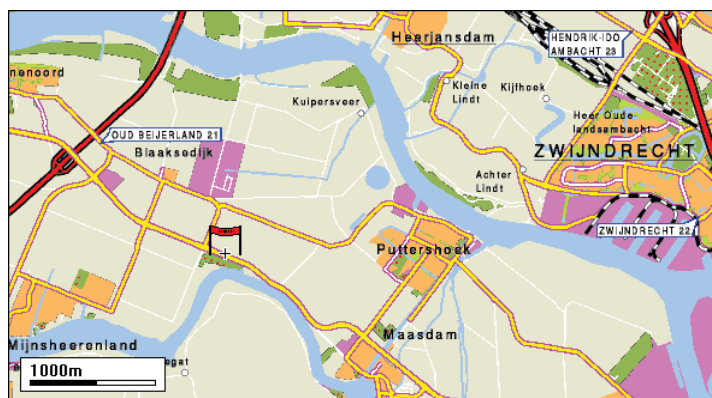 Heerjansdam
HENDRIK-IDO
AMBACHT 23
nenoord
Kleine
Lindt
Kijfhoek
Kuipersveer
OUD BEIJERLAND 21
Heer Oude
landsambacht
Blaaksedijk
ZWIJNDRECHT
Achter
Lindt
ZWIJNDRECHT 22
Puttershoek
Maasdam
Mijnsheerenland
egat
1000m